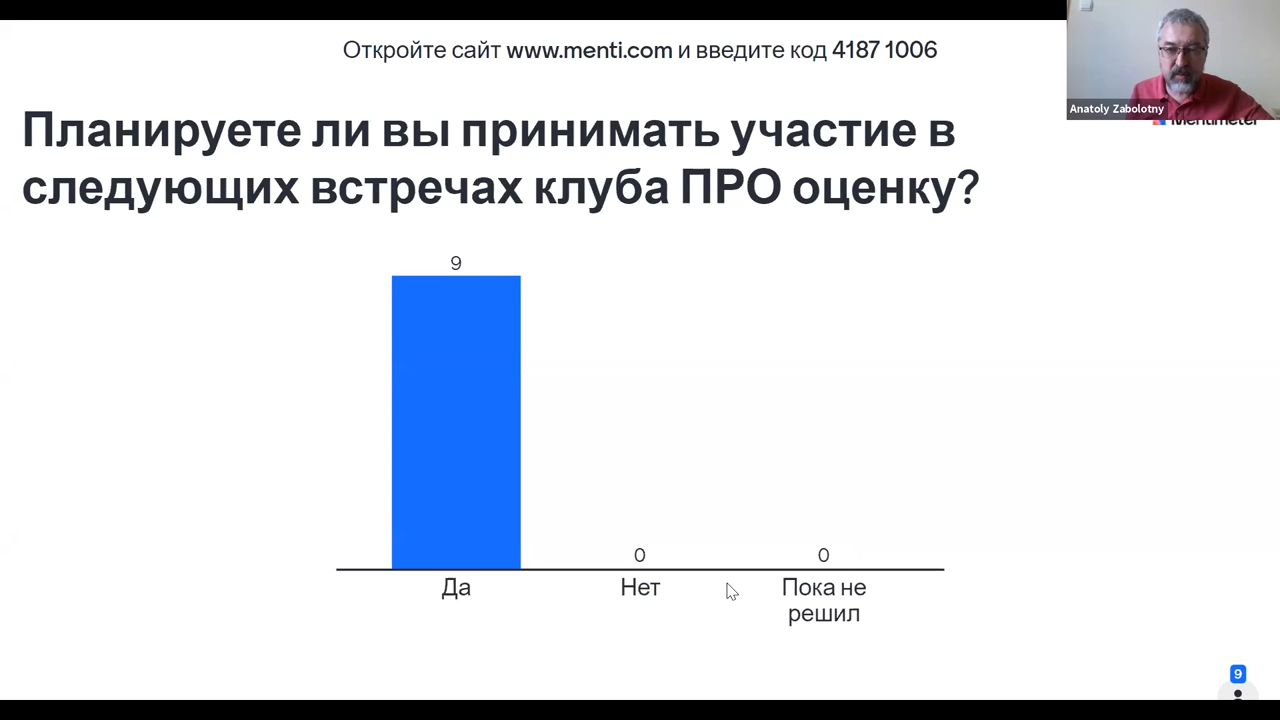 Откройте сайт www.menti.com и введите код 4187 1006
Anatoly Zabolotny
Mentimeter
Планируете ли вы принимать участие в
следующих встречах клуба ПРО оценку?
9
0
0
Да
Нет
Пока не
решил
9